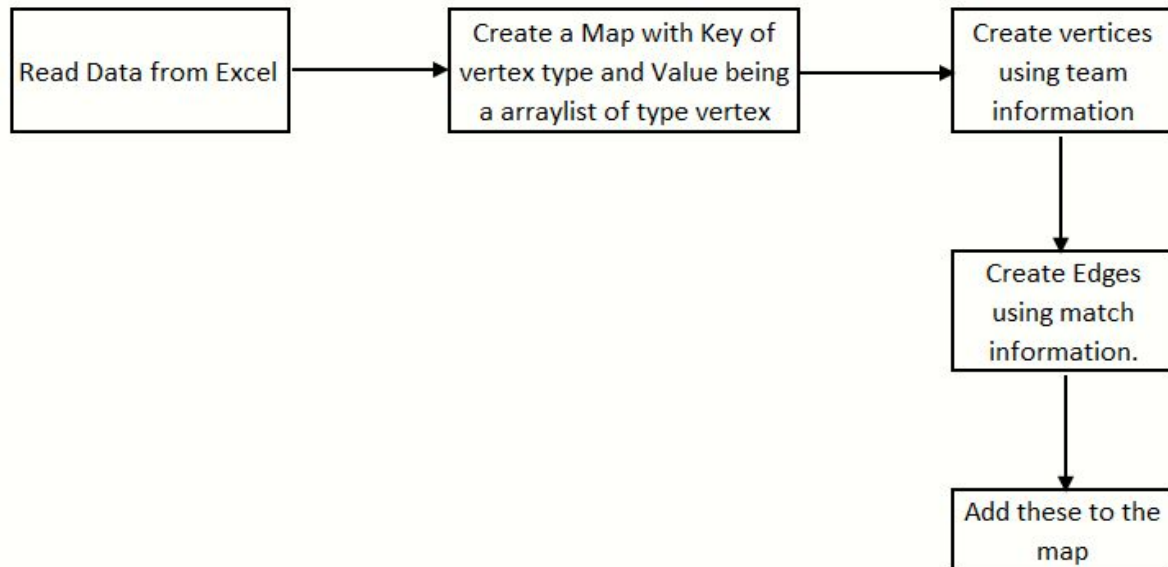 Read Data from Excel
Create a Map with Key of
vertex type and Value being
a arraylist of type vertex
Create vertices
using team
information
Create Edges
using match
information.
Add these to the
map